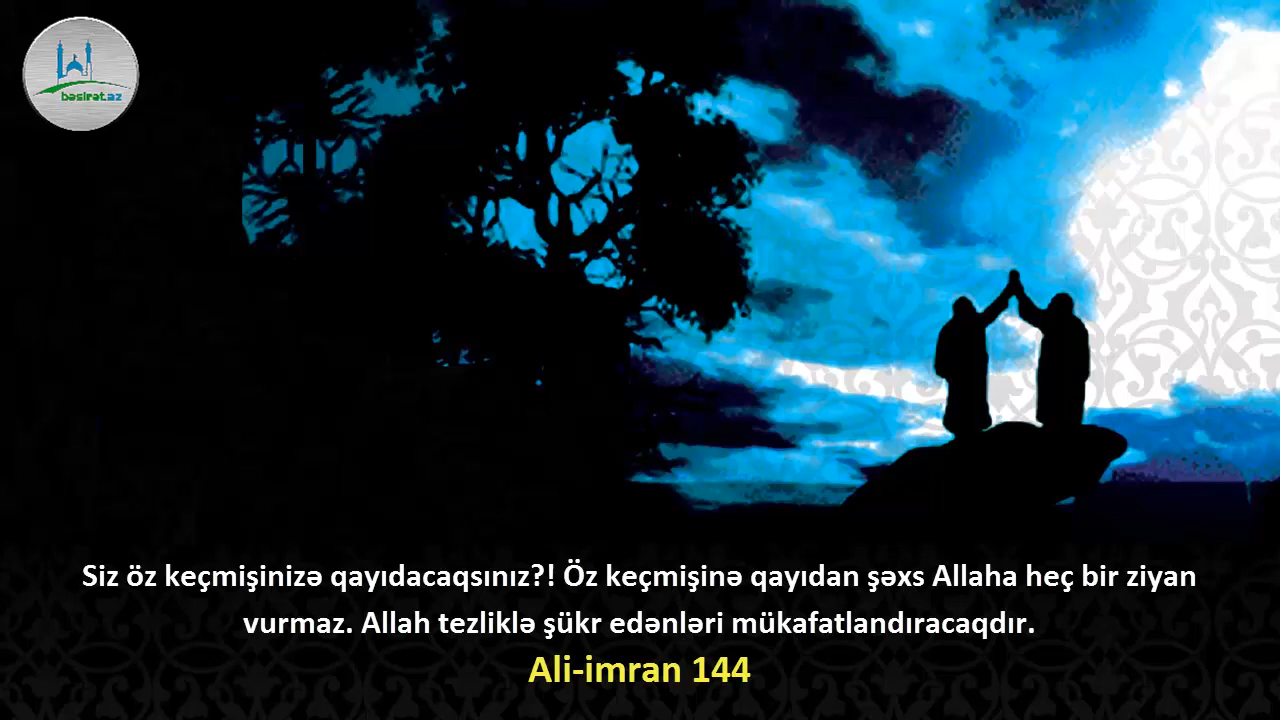 basirat.az
Siz öz keçmişinizə qayıdacaqsınız?! Öz keçmişinə qayıdan şəxs Allaha heç bir ziyan
vurmaz. Allah tezliklə şükr edənləri mükafatlandıracaqdır.
Ali-imran 144